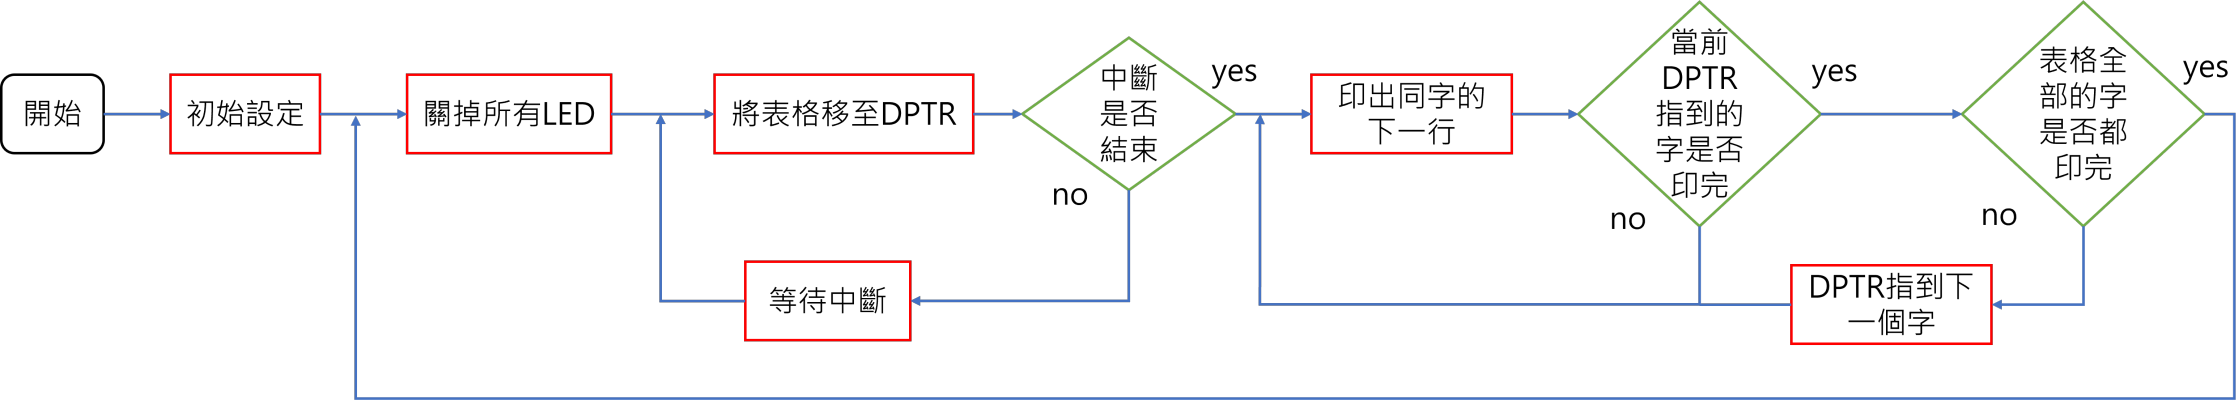 開始
初始設定
關掉所有LED
將表格移至DPTR
中斷
是否
結束
yes
no
等待中斷
印出同字的
下一行
當前
DPTR
指到的
字是否
印完
yes
no
表格全
部的字
是否都
印完
yes
no
DPTR指到下
一個字